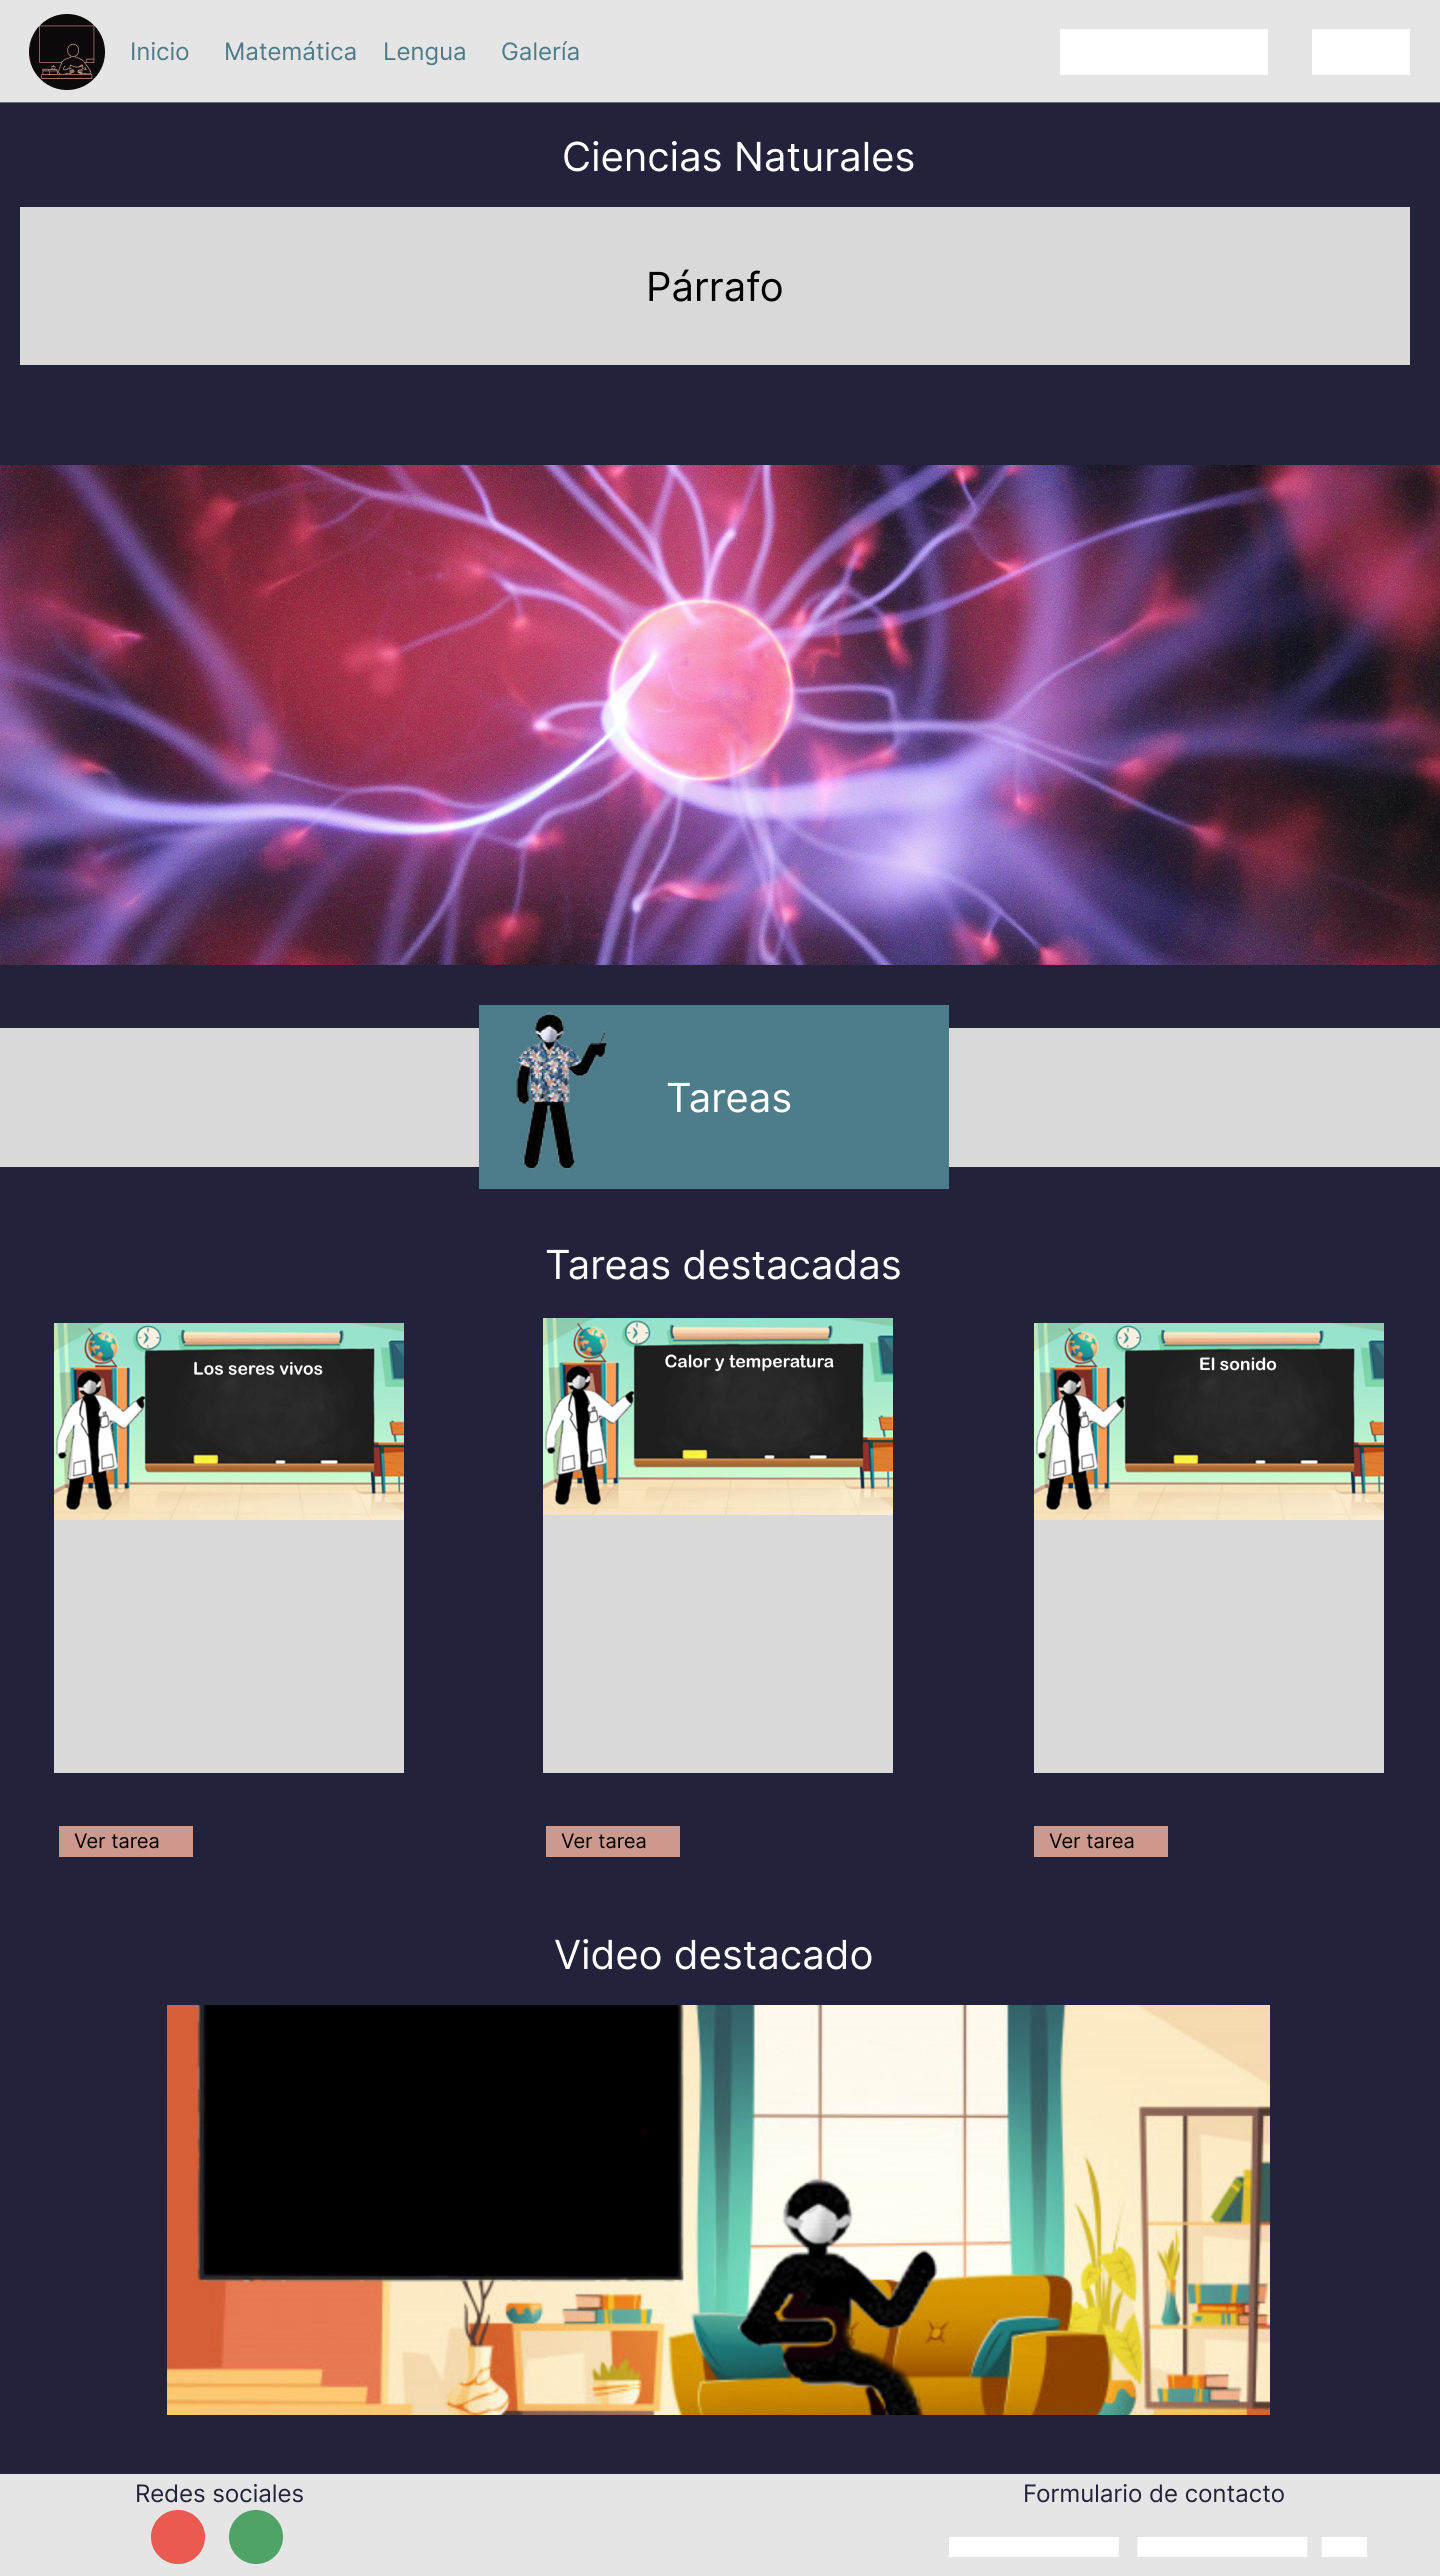 Inicio Matemática Lengua Galería
Ciencias Naturales
Párrafo
Tareas
Tareas destacadas
Los seres vivos
Calor y temperatura
El sonido
Ver tarea
Ver tarea
Ver tarea
Video destacado
Redes sociales
Formulario de contacto